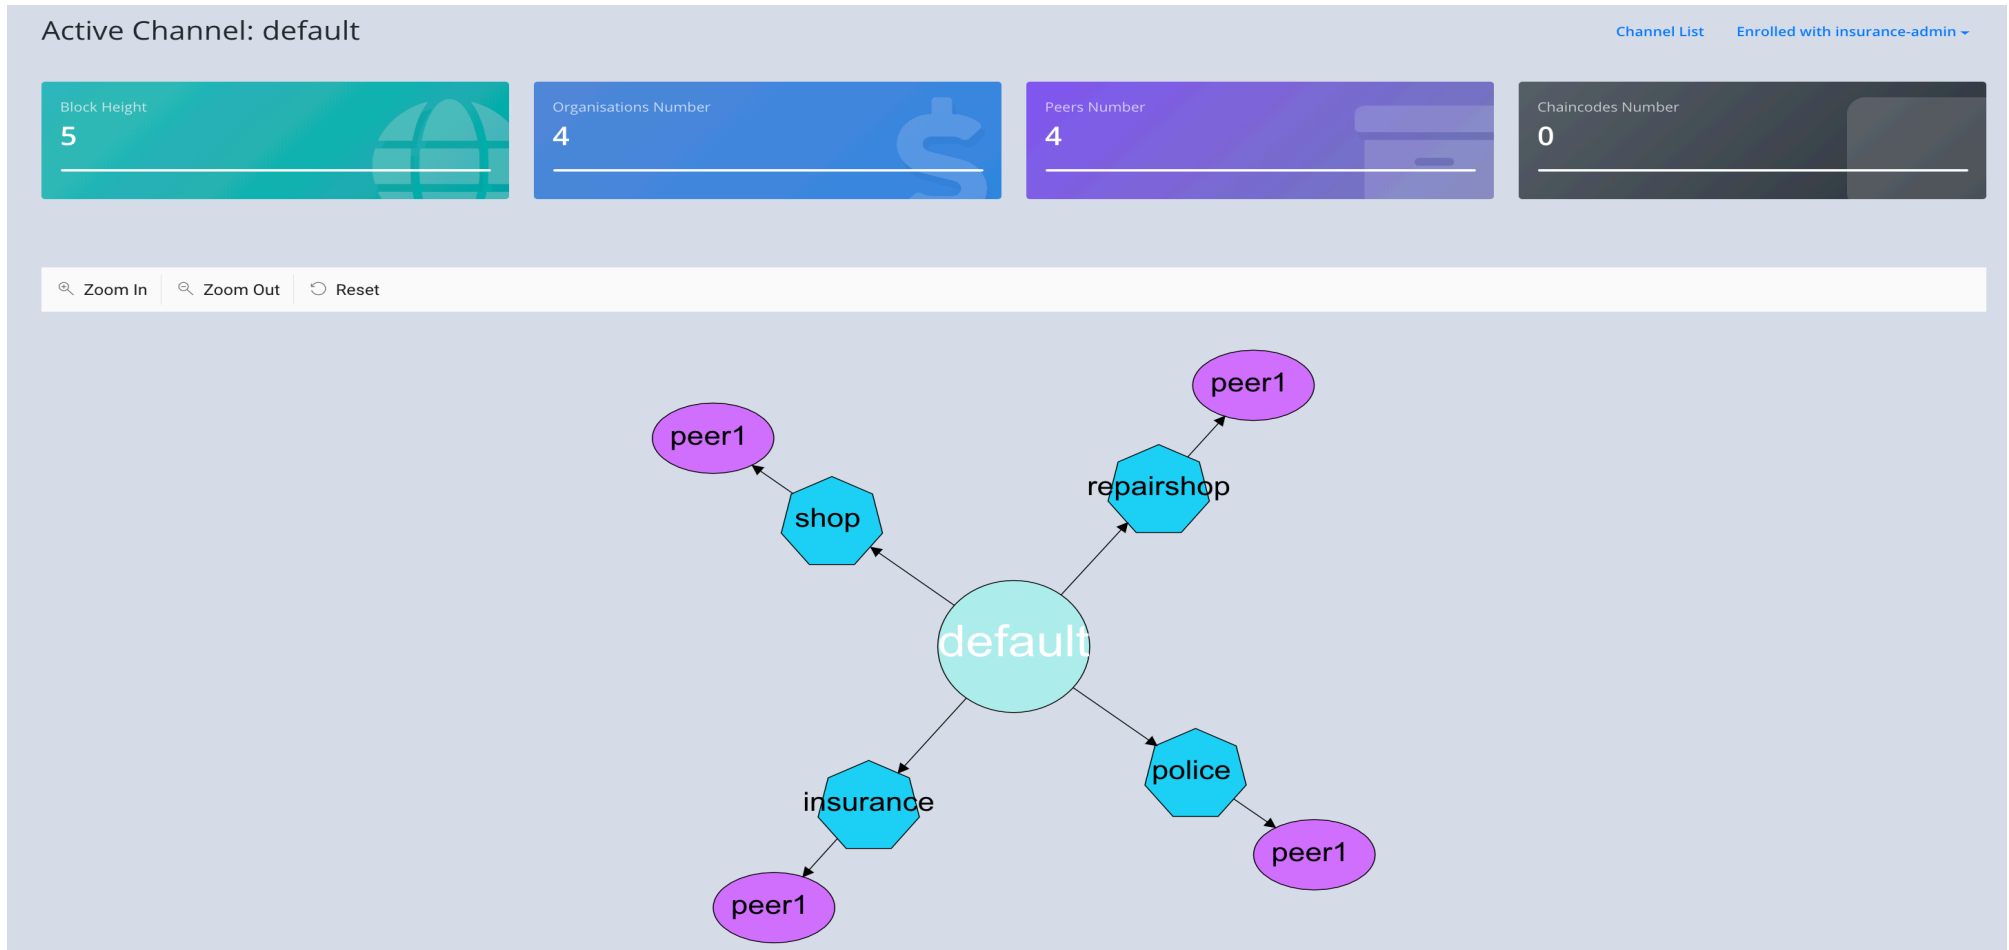 Active Channel: default
Channel List
Enrolled with insurance-admin
Block Height
5
Organisations Number
4
Peers Number
4
Chaincodes Number
0
Zoom In
Zoom Out
Reset
peer1
peer1
repairshop
shop
default
police
insurance
peer1
peer1